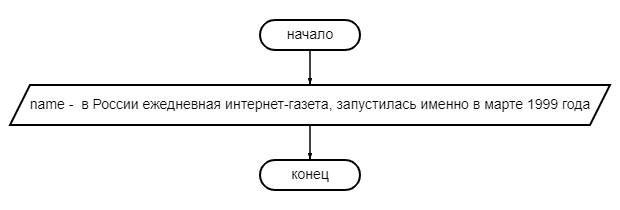 начало
name - в России ежедневная интернет-газета, запустилась именно в марте 1999 года
конец